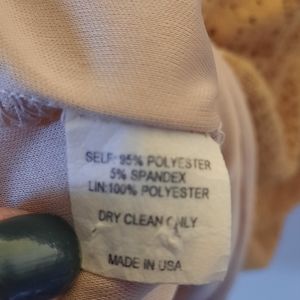 SELF: 95% POLYESTER
5% SPANDEX
LIN:100% POLYESTER
DRY CLEAN ONLY
MADE IN USA